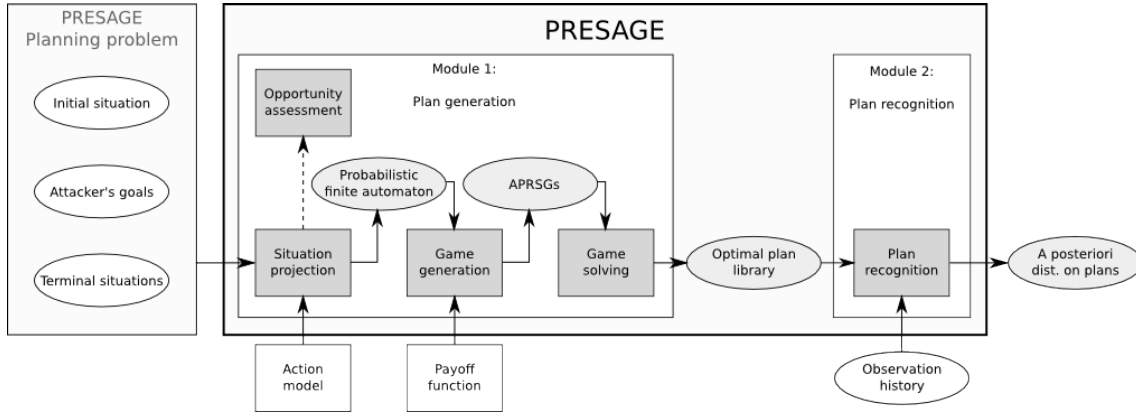 PRESAGE
Planning problem
Initial situation
Attacker's goals
Terminal situations
PRESAGE
Module 1:
Plan generation
Opportunity
assessment
Probabilistic
finite automaton
APRSGs
Situation
projection
Game
generation
Game
solving
Action
model
Payoff
function
Optimal plan
library
Module 2:
Plan recognition
Plan
recognition
Observation
history
A posteriori
dist. on plans